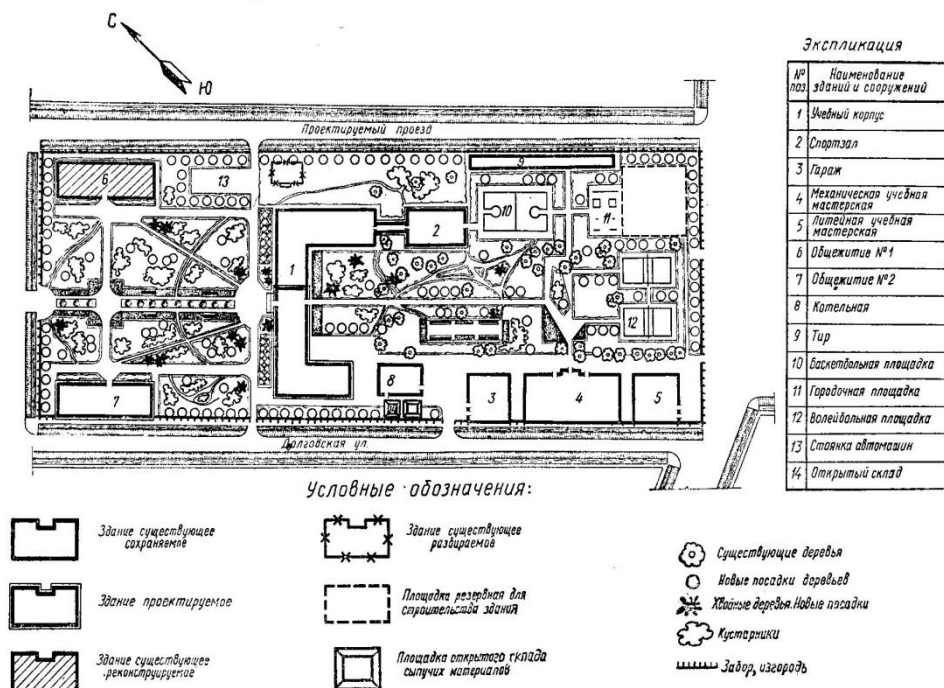 С
Ю
Экспликация
№ поз.
Наименование
зданий и сооружений
1 Учебный корпус
2 Спортзал
3 Гараж
4 Механическая учебная
мастерская
5 Литейная учебная
мастерская
6 Общежитие №1
7 Общежитие №2
8 Котельная
9 Тир
10 Баскетбольная площадка
11 Городочная площадка
12 Волейбольная площадка
13 Стоянка автомашин
14 Открытый склад
Проектируемый проезд
6
13
9
10
-11-
2
1
12
7
8
3
4
5
Долговская ул.
Условные обозначения:
Здание существующее
сохраняемое
Здание проектируемое
Здание существующее
реконструируемое
Здание существующее
разбираемое
Площадка резервная для
строительства здания
Площадка открытого склада
сыпучих материалов
Существующие деревья
Новые посадки деревьев
Хвойные деревья. Новые посадки
Кустарники
Забор, изгородь